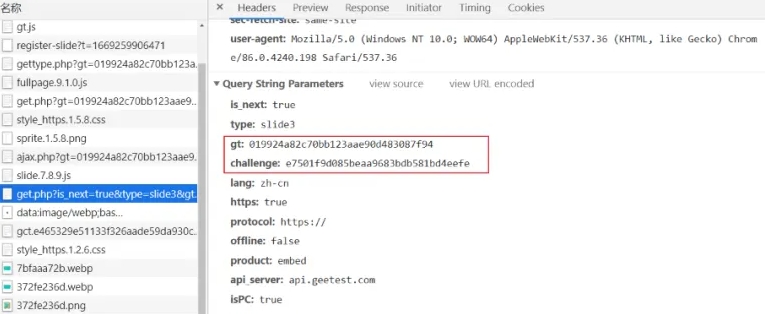 名称
gt.js
register-slide?t=1669259906471
gettype.php?gt=019924a82c70bb123a...
fullpage.9.1.0.js
get.php?gt=019924a82c70bb123aae9...
style_https.1.5.8.css
sprite.1.5.8.png
ajax.php?gt=019924a82c70bb123aae9...
slide.7.8.9.js
get.php?is_next=true&type=slide3&gt...
data:image/webp;bas...
gct.e465329e51133f326aade59da930c...
style_https.1.2.6.css
7bfaaa72b.webp
372fe236d.webp
372fe236d.png
Headers Preview Response Initiator Timing Cookies
sec-fetch-site: same-site
user-agent: Mozilla/5.0 (Windows NT 10.0; WOW64) AppleWebKit/537.36 (KHTML, like Gecko) Chrom
e/86.0.4240.198 Safari/537.36
Query String Parameters view source view URL encoded
is_next: true
type: slide3
gt: 019924a82c70bb123aae90d483087f94
challenge: e7501f9d085beaa9683bdb581bd4eefe
lang: zh-cn
https: true
protocol: https://
offline: false
product: embed
api_server: api.geetest.com
isPC: true